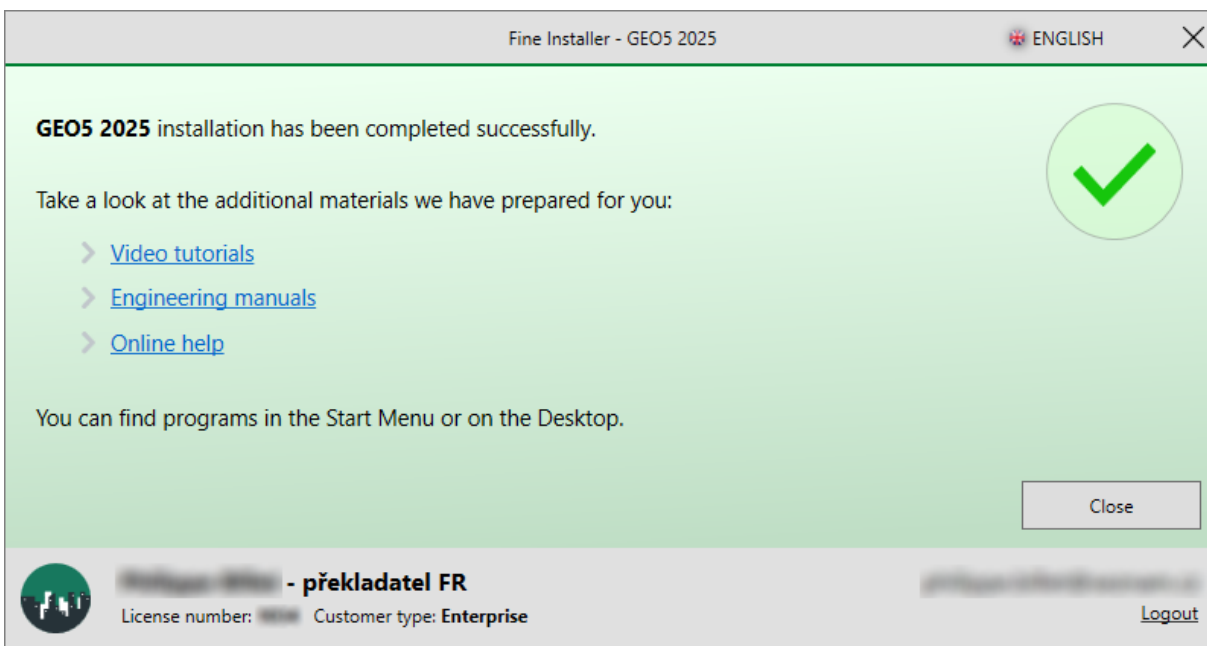 Fine Installer - GEO5 2025 ENGLISH
GEO5 2025 installation has been completed successfully.
Take a look at the additional materials we have prepared for you:
Video tutorials
Engineering manuals
Online help
You can find programs in the Start Menu or on the Desktop.
Close
- překladatel FR
License number: Customer type: Enterprise
Logout